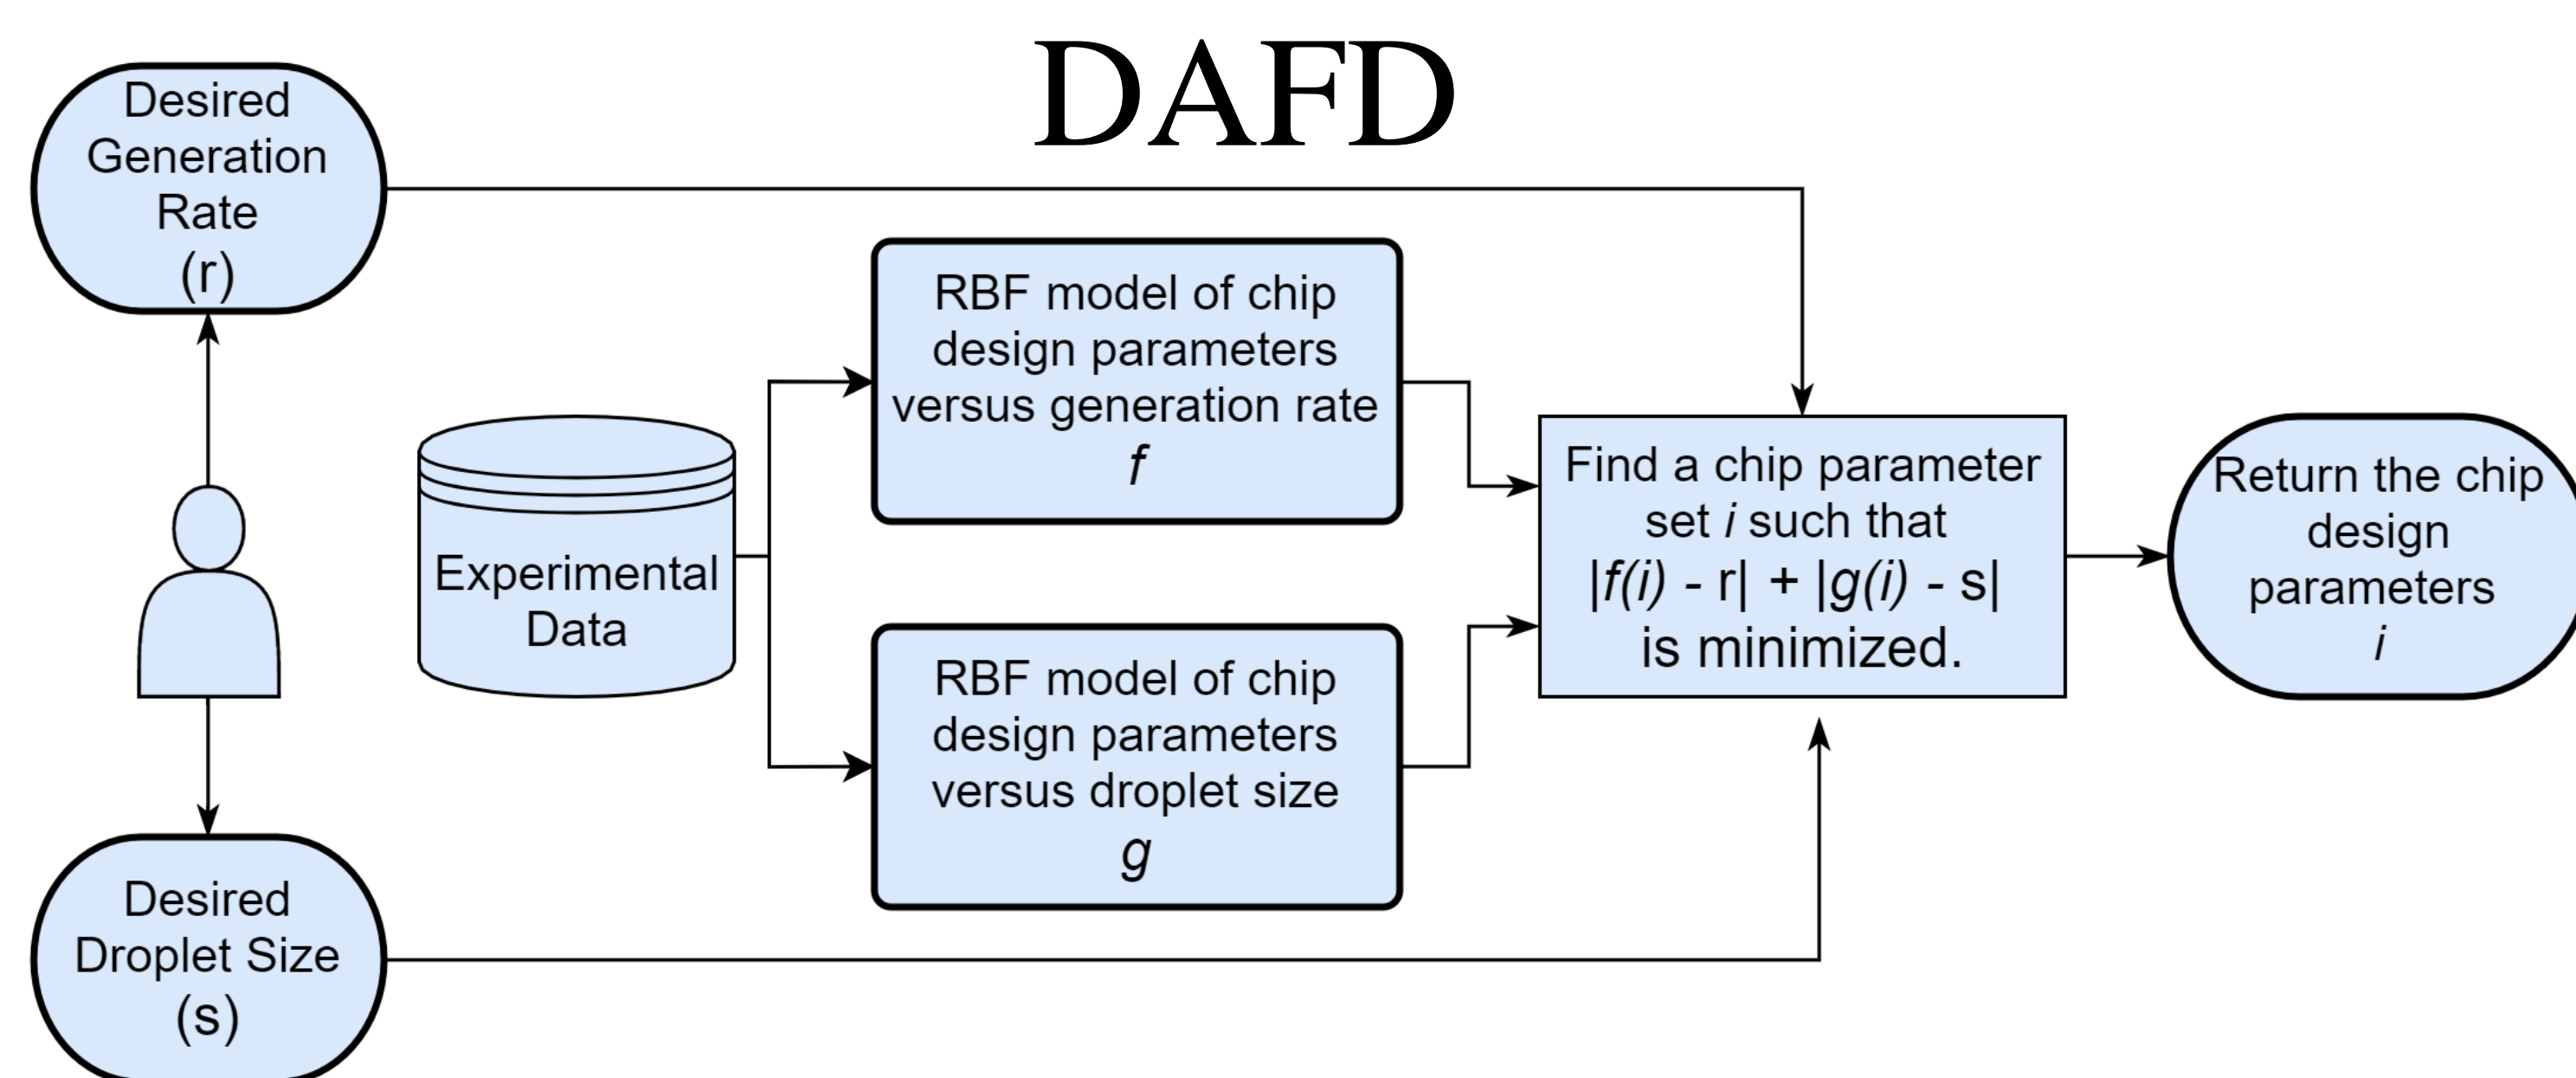 DAFD
Desired
Generation
Rate
(r)
RBF model of chip
design parameters
versus generation rate
f
Experimental
Data
Find a chip parameter
set i such that
|f(i) - r| + |g(i) - s|
is minimized.
Return the chip
design
parameters
i
RBF model of chip
design parameters
versus droplet size
g
Desired
Droplet Size
(s)